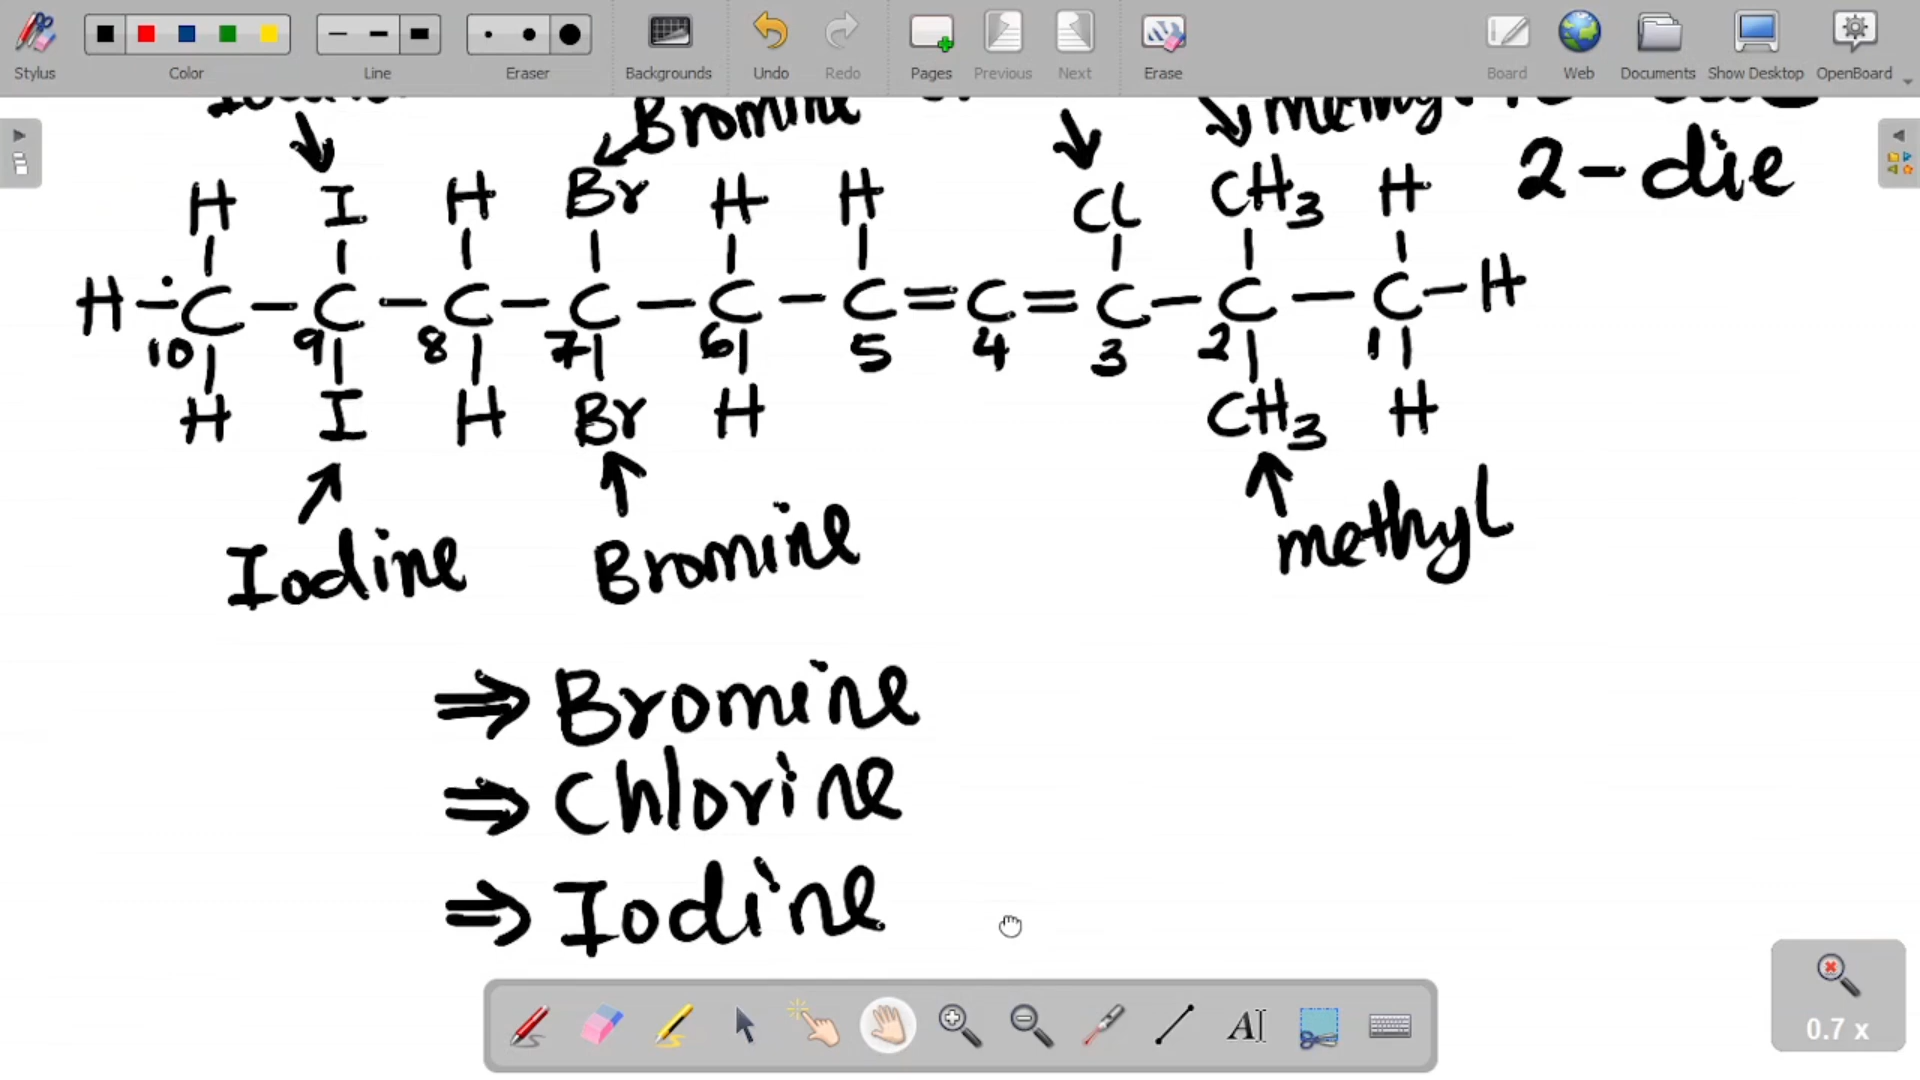 Stylus Color Line Eraser Backgrounds Undo Redo Pages Previous Next Erase Board Web Documents Show Desktop OpenBoard
Bromine methyl
2-die
H I H Br H H Cl CH3 H
H - C - C - C - C - C - C = C = C - C - C - H
10 9 8 7 6 5 4 3 2 1
H I H Br H CH3 H
Iodine Bromine methyl
⇒ Bromine
⇒ Chlorine
⇒ Iodine
0.7 x